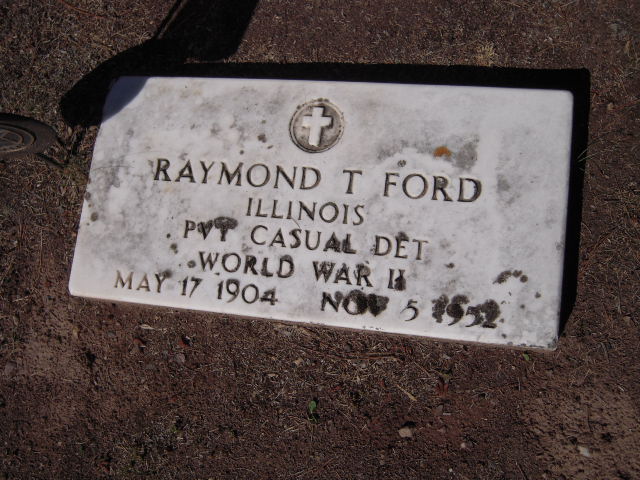 RAYMOND T FORD
ILLINOIS
PVT CASUAL DET
WORLD WAR II
MAY 17 1904 NOV 5 1952